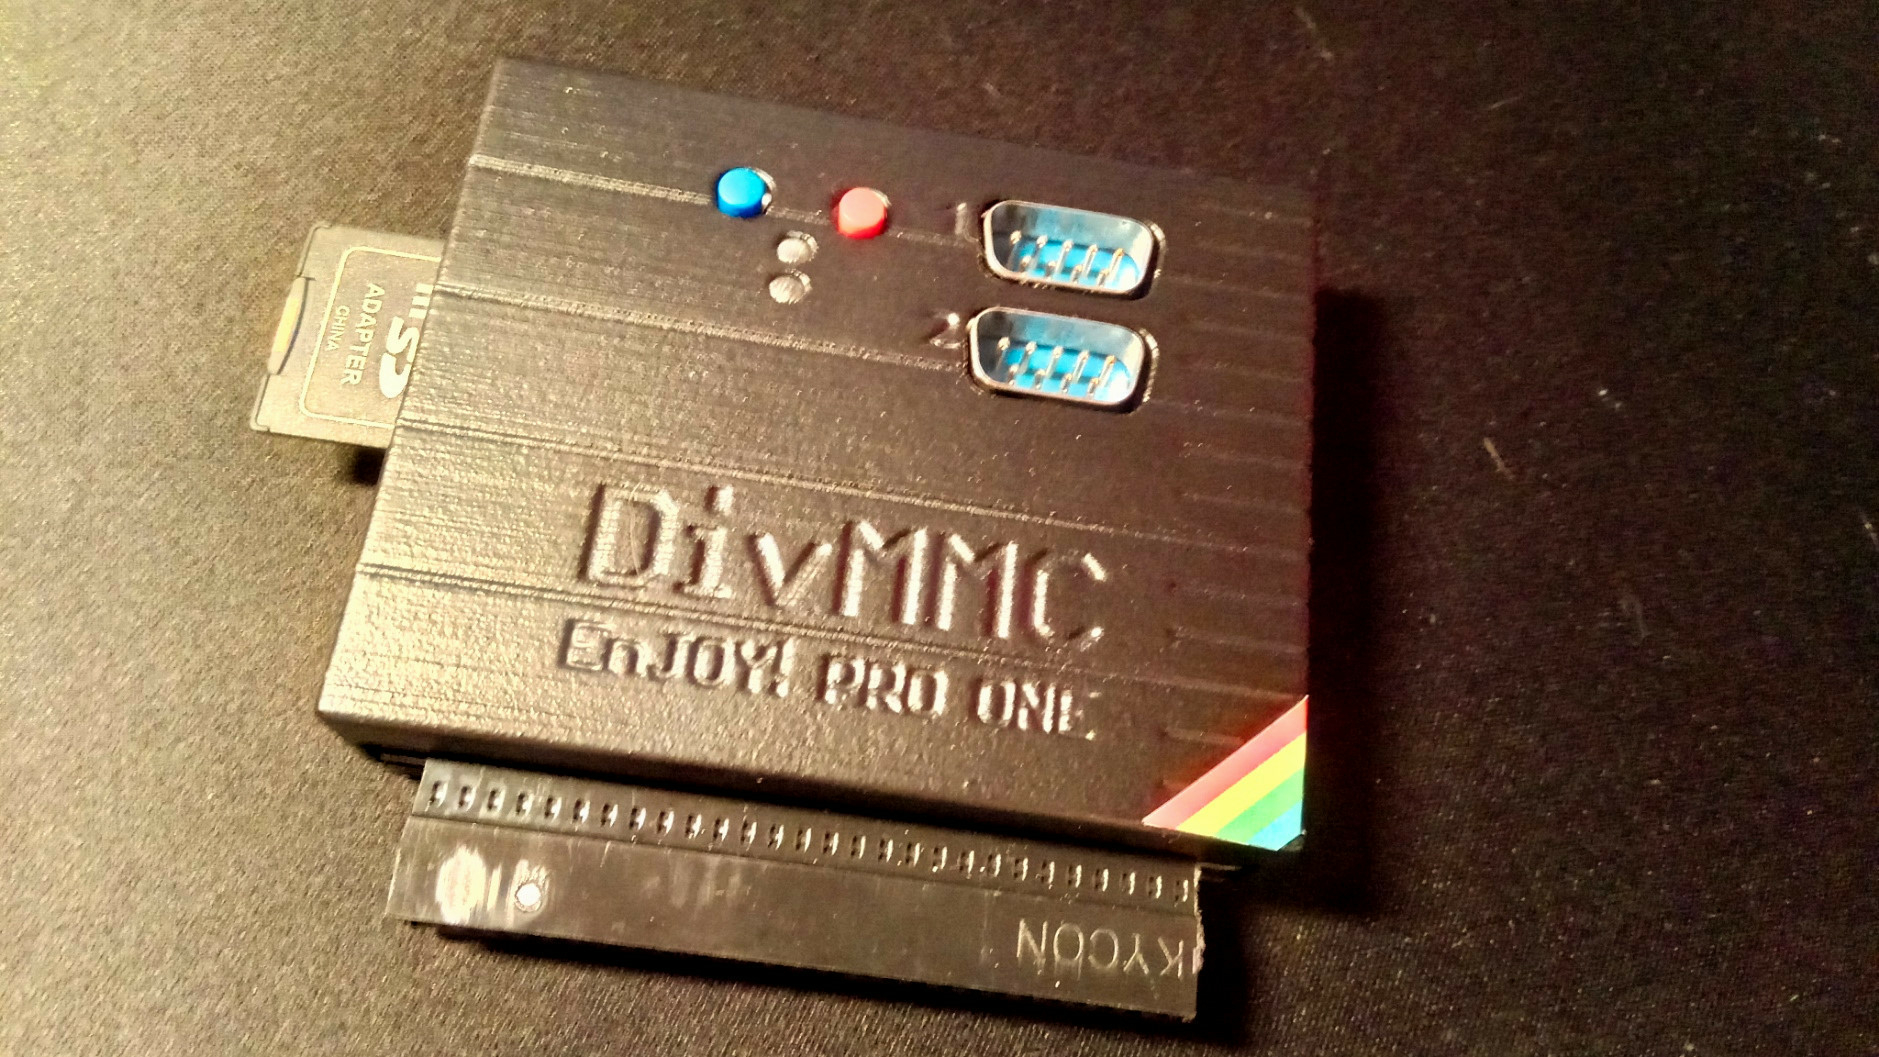 1
2
SD
ADAPTER
CHINA
DivMMC
EnJOY! PRO ONE
KYCON